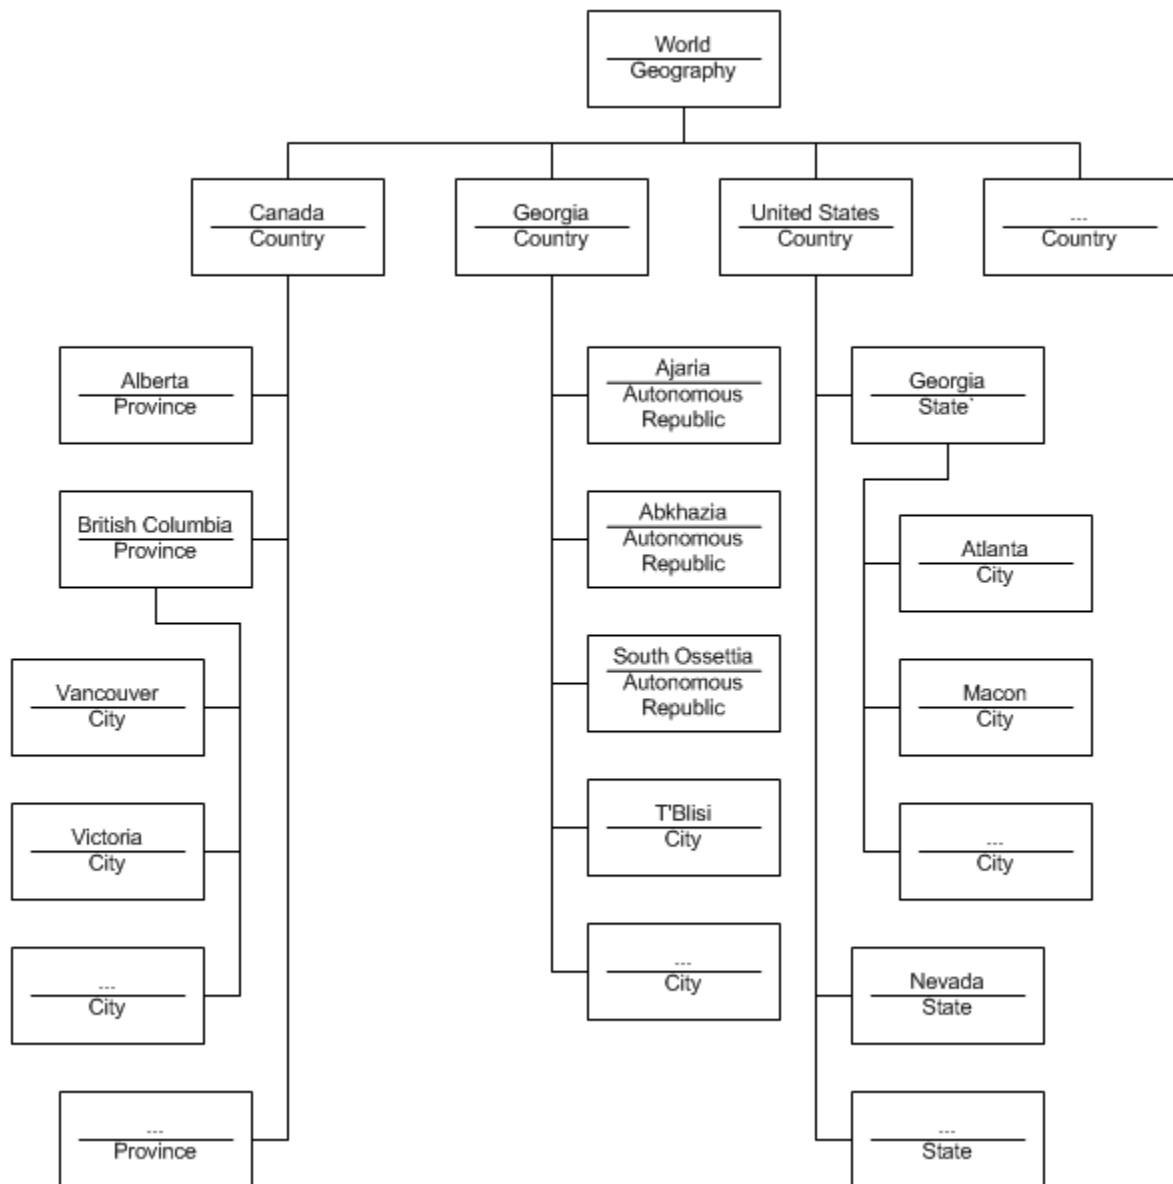 World
Geography
Canada
Country
Georgia
Country
United States
Country
...
Country
Alberta
Province
Ajaria
Autonomous
Republic
Georgia
State`
British Columbia
Province
Abkhazia
Autonomous
Republic
Atlanta
City
Vancouver
City
South Ossettia
Autonomous
Republic
Macon
City
Victoria
City
T'Blisi
City
...
City
...
City
...
City
Nevada
State
...
Province
...
State